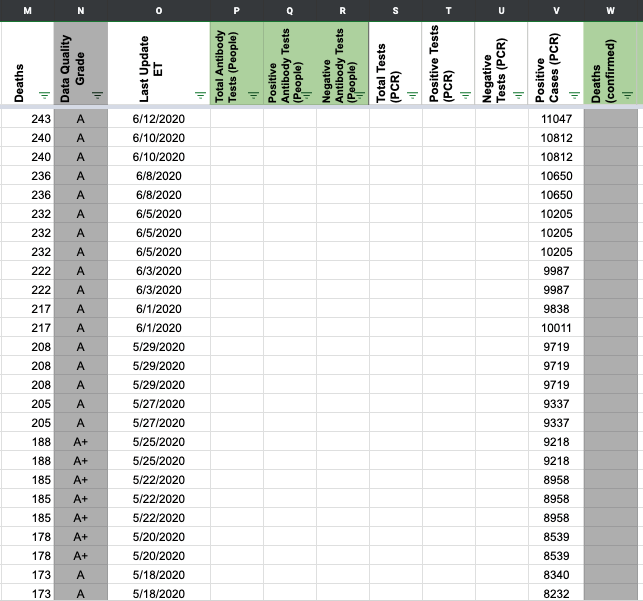 M N O P Q R S T U V W
Deaths
Data Quality
Grade
Last Update
ET
Total Antibody
Tests (People)
Positive
Antibody Tests
(People)
Negative
Antibody Tests
(People)
Total Tests
(PCR)
Positive Tests
(PCR)
Negative
Tests (PCR)
Positive
Cases (PCR)
Deaths
(confirmed)
243 A 6/12/2020 11047
240 A 6/10/2020 10812
240 A 6/10/2020 10812
236 A 6/8/2020 10650
236 A 6/8/2020 10650
232 A 6/5/2020 10205
232 A 6/5/2020 10205
232 A 6/5/2020 10205
222 A 6/3/2020 9987
222 A 6/3/2020 9987
217 A 6/1/2020 9838
217 A 6/1/2020 10011
208 A 5/29/2020 9719
208 A 5/29/2020 9719
208 A 5/29/2020 9719
205 A 5/27/2020 9337
205 A 5/27/2020 9337
188 A+ 5/25/2020 9218
188 A+ 5/25/2020 9218
185 A+ 5/22/2020 8958
185 A+ 5/22/2020 8958
185 A+ 5/22/2020 8958
178 A+ 5/20/2020 8539
178 A+ 5/20/2020 8539
173 A 5/18/2020 8340
173 A 5/18/2020 8232